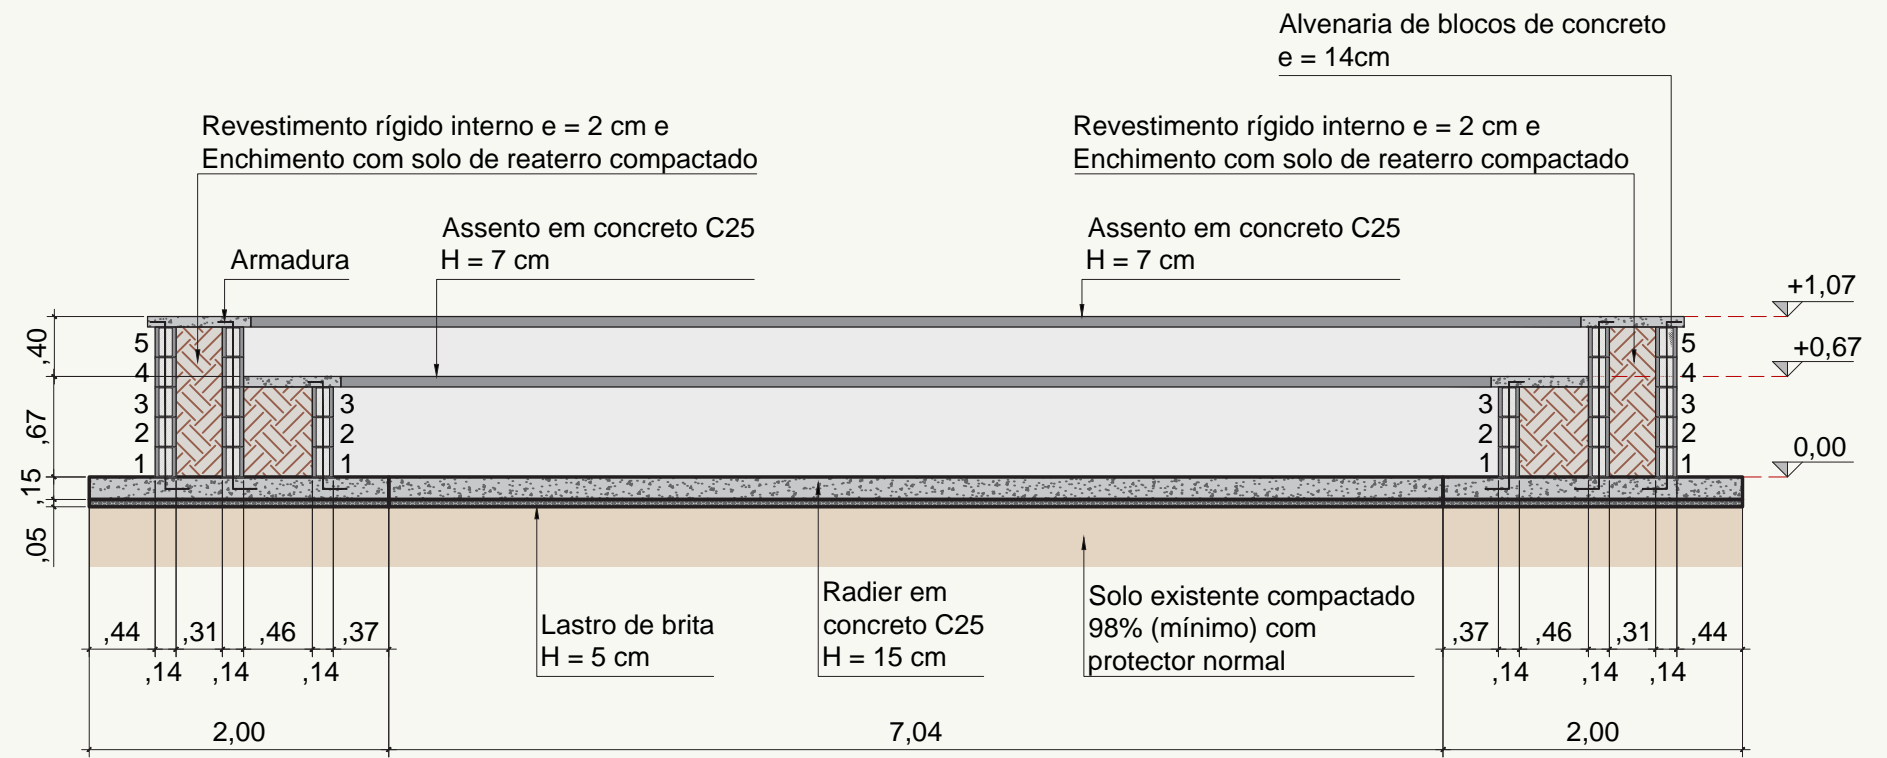 Alvenaria de blocos de concreto
e = 14cm
Revestimento rígido interno e = 2 cm e
Enchimento com solo de reaterro compactado
Revestimento rígido interno e = 2 cm e
Enchimento com solo de reaterro compactado
Assento em concreto C25
H = 7 cm
Assento em concreto C25
H = 7 cm
Armadura
+1,07
+0,67
0,00
,40
,67
,15
,05
5
4
3
2
1
3
2
1
3
2
1
5
4
3
2
1
Lastro de brita
H = 5 cm
Radier em
concreto C25
H = 15 cm
Solo existente compactado
98% (mínimo) com
protector normal
,44 ,31 ,46 ,37
,14 ,14 ,14
,37 ,46 ,31 ,44
,14 ,14 ,14
2,00 7,04 2,00